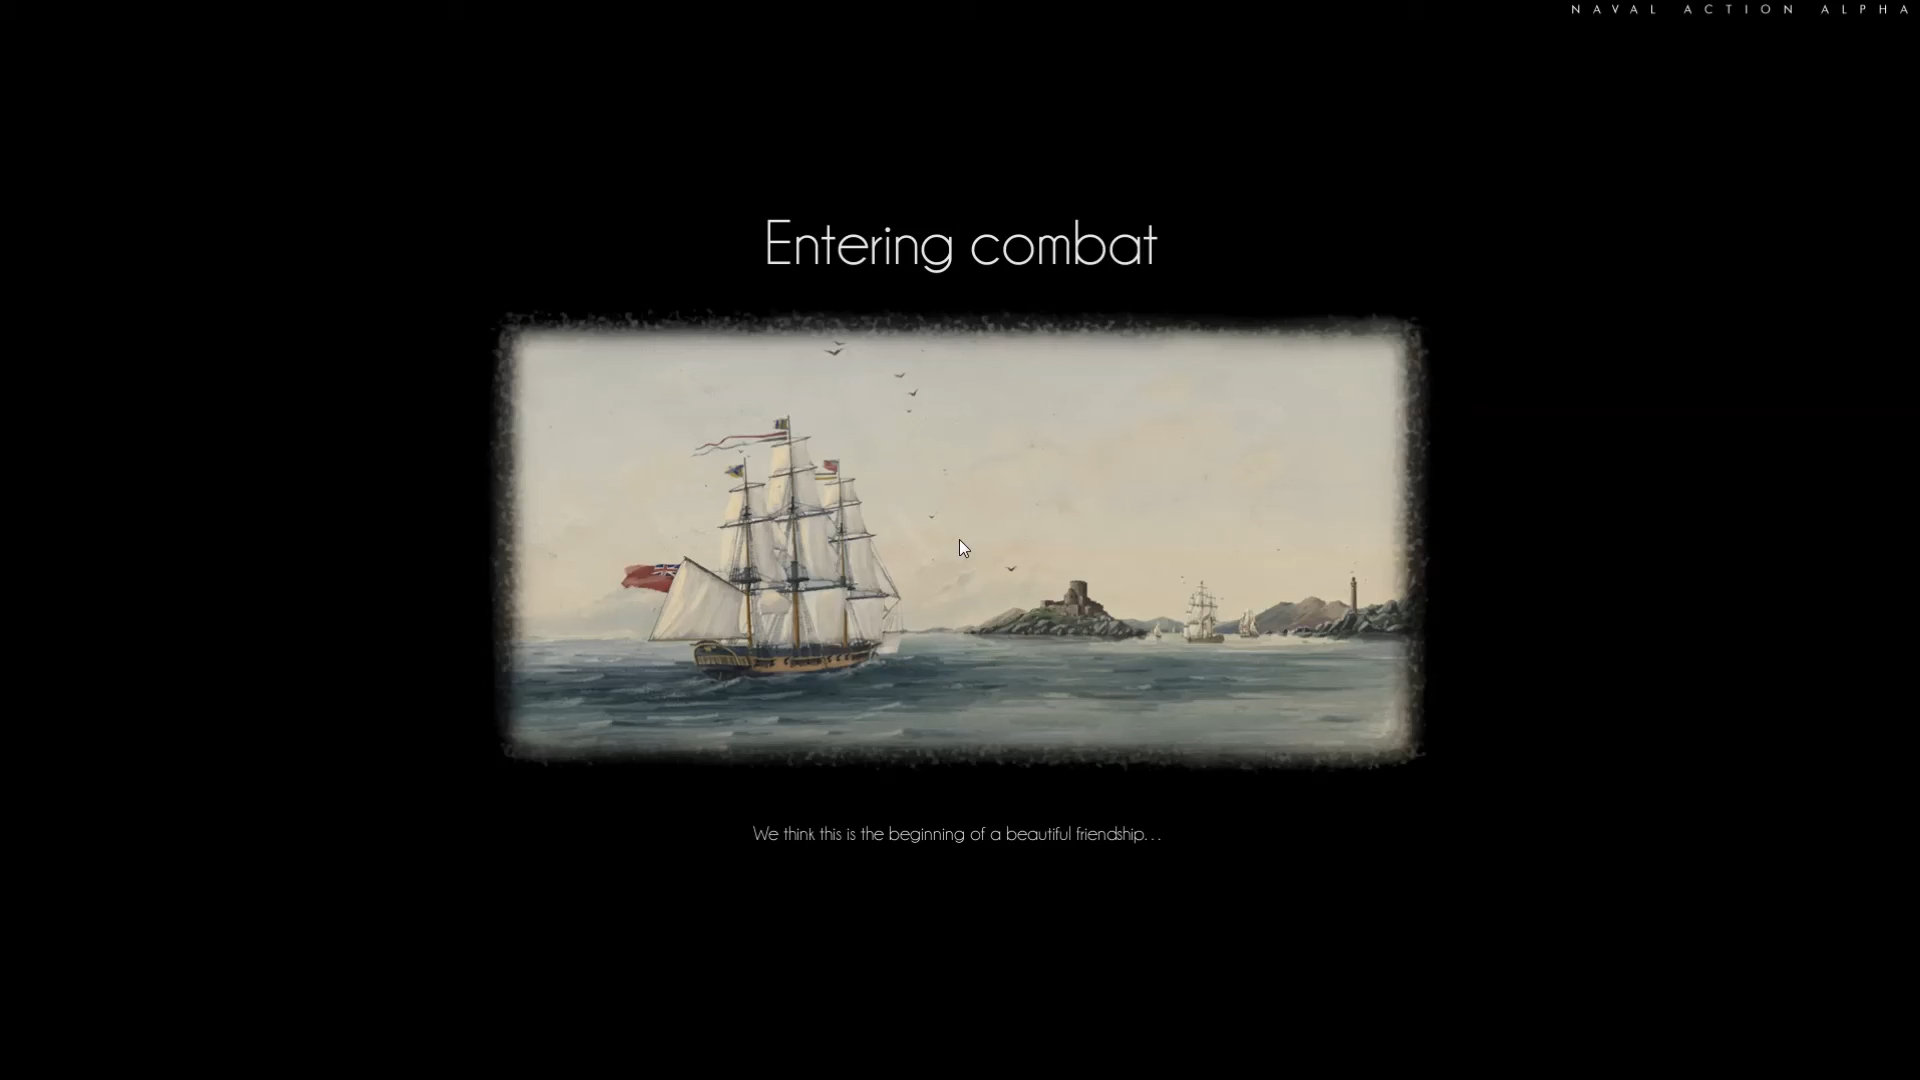 NAVAL ACTION ALPHA
Entering combat
We think this is the beginning of a beautiful friendship...